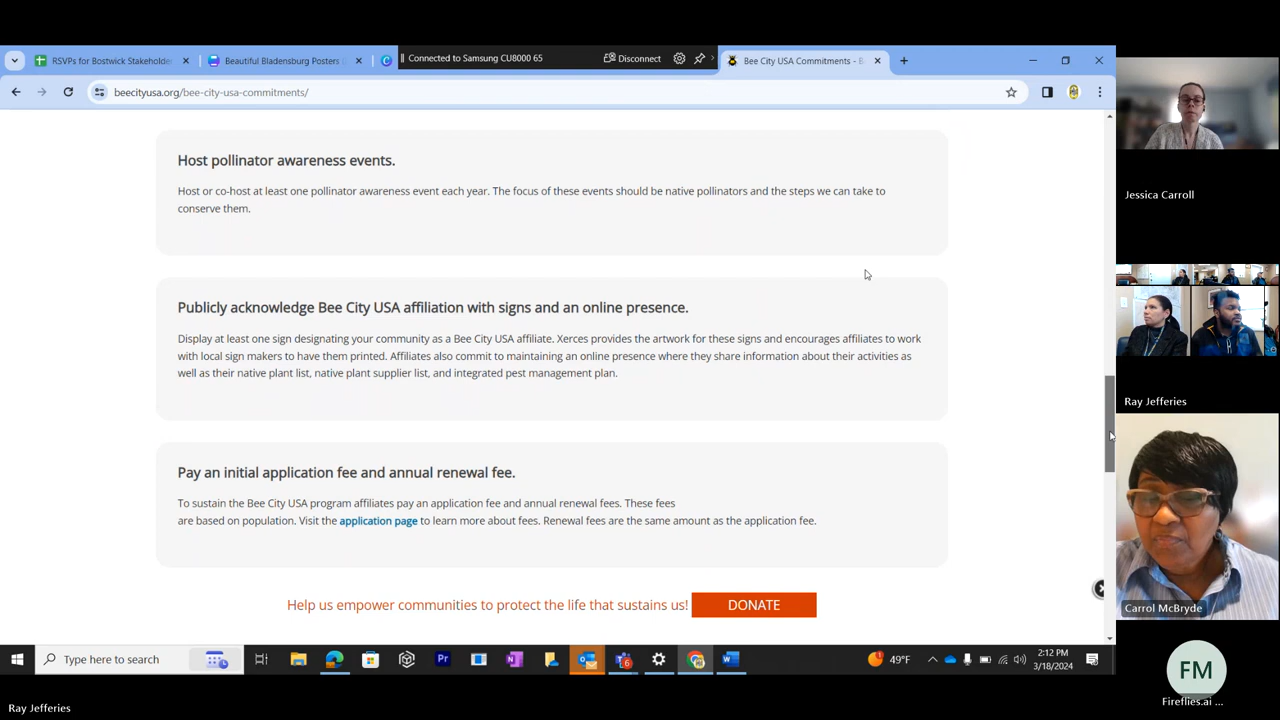 RSVPs for Bostwick Stakeholde
Beautiful Bladensburg Posters
Connected to Samsung CU8000 65
Disconnect
Bee City USA Commitments - B
beecityusa.org/bee-city-usa-commitments/
Host pollinator awareness events.
Host or co-host at least one pollinator awareness event each year. The focus of these events should be native pollinators and the steps we can take to
conserve them.
Publicly acknowledge Bee City USA affiliation with signs and an online presence.
Display at least one sign designating your community as a Bee City USA affiliate. Xerces provides the artwork for these signs and encourages affiliates to work
with local sign makers to have them printed. Affiliates also commit to maintaining an online presence where they share information about their activities as
well as their native plant list, native plant supplier list, and integrated pest management plan.
Pay an initial application fee and annual renewal fee.
To sustain the Bee City USA program affiliates pay an application fee and annual renewal fees. These fees
are based on population. Visit the application page to learn more about fees. Renewal fees are the same amount as the application fee.
Help us empower communities to protect the life that sustains us!
DONATE
Type here to search
Pr
49°F
2:12 PM
3/18/2024
Ray Jefferies
Jessica Carroll
Ray Jefferies
Carrol McBryde
FM
Fireflies.ai ...